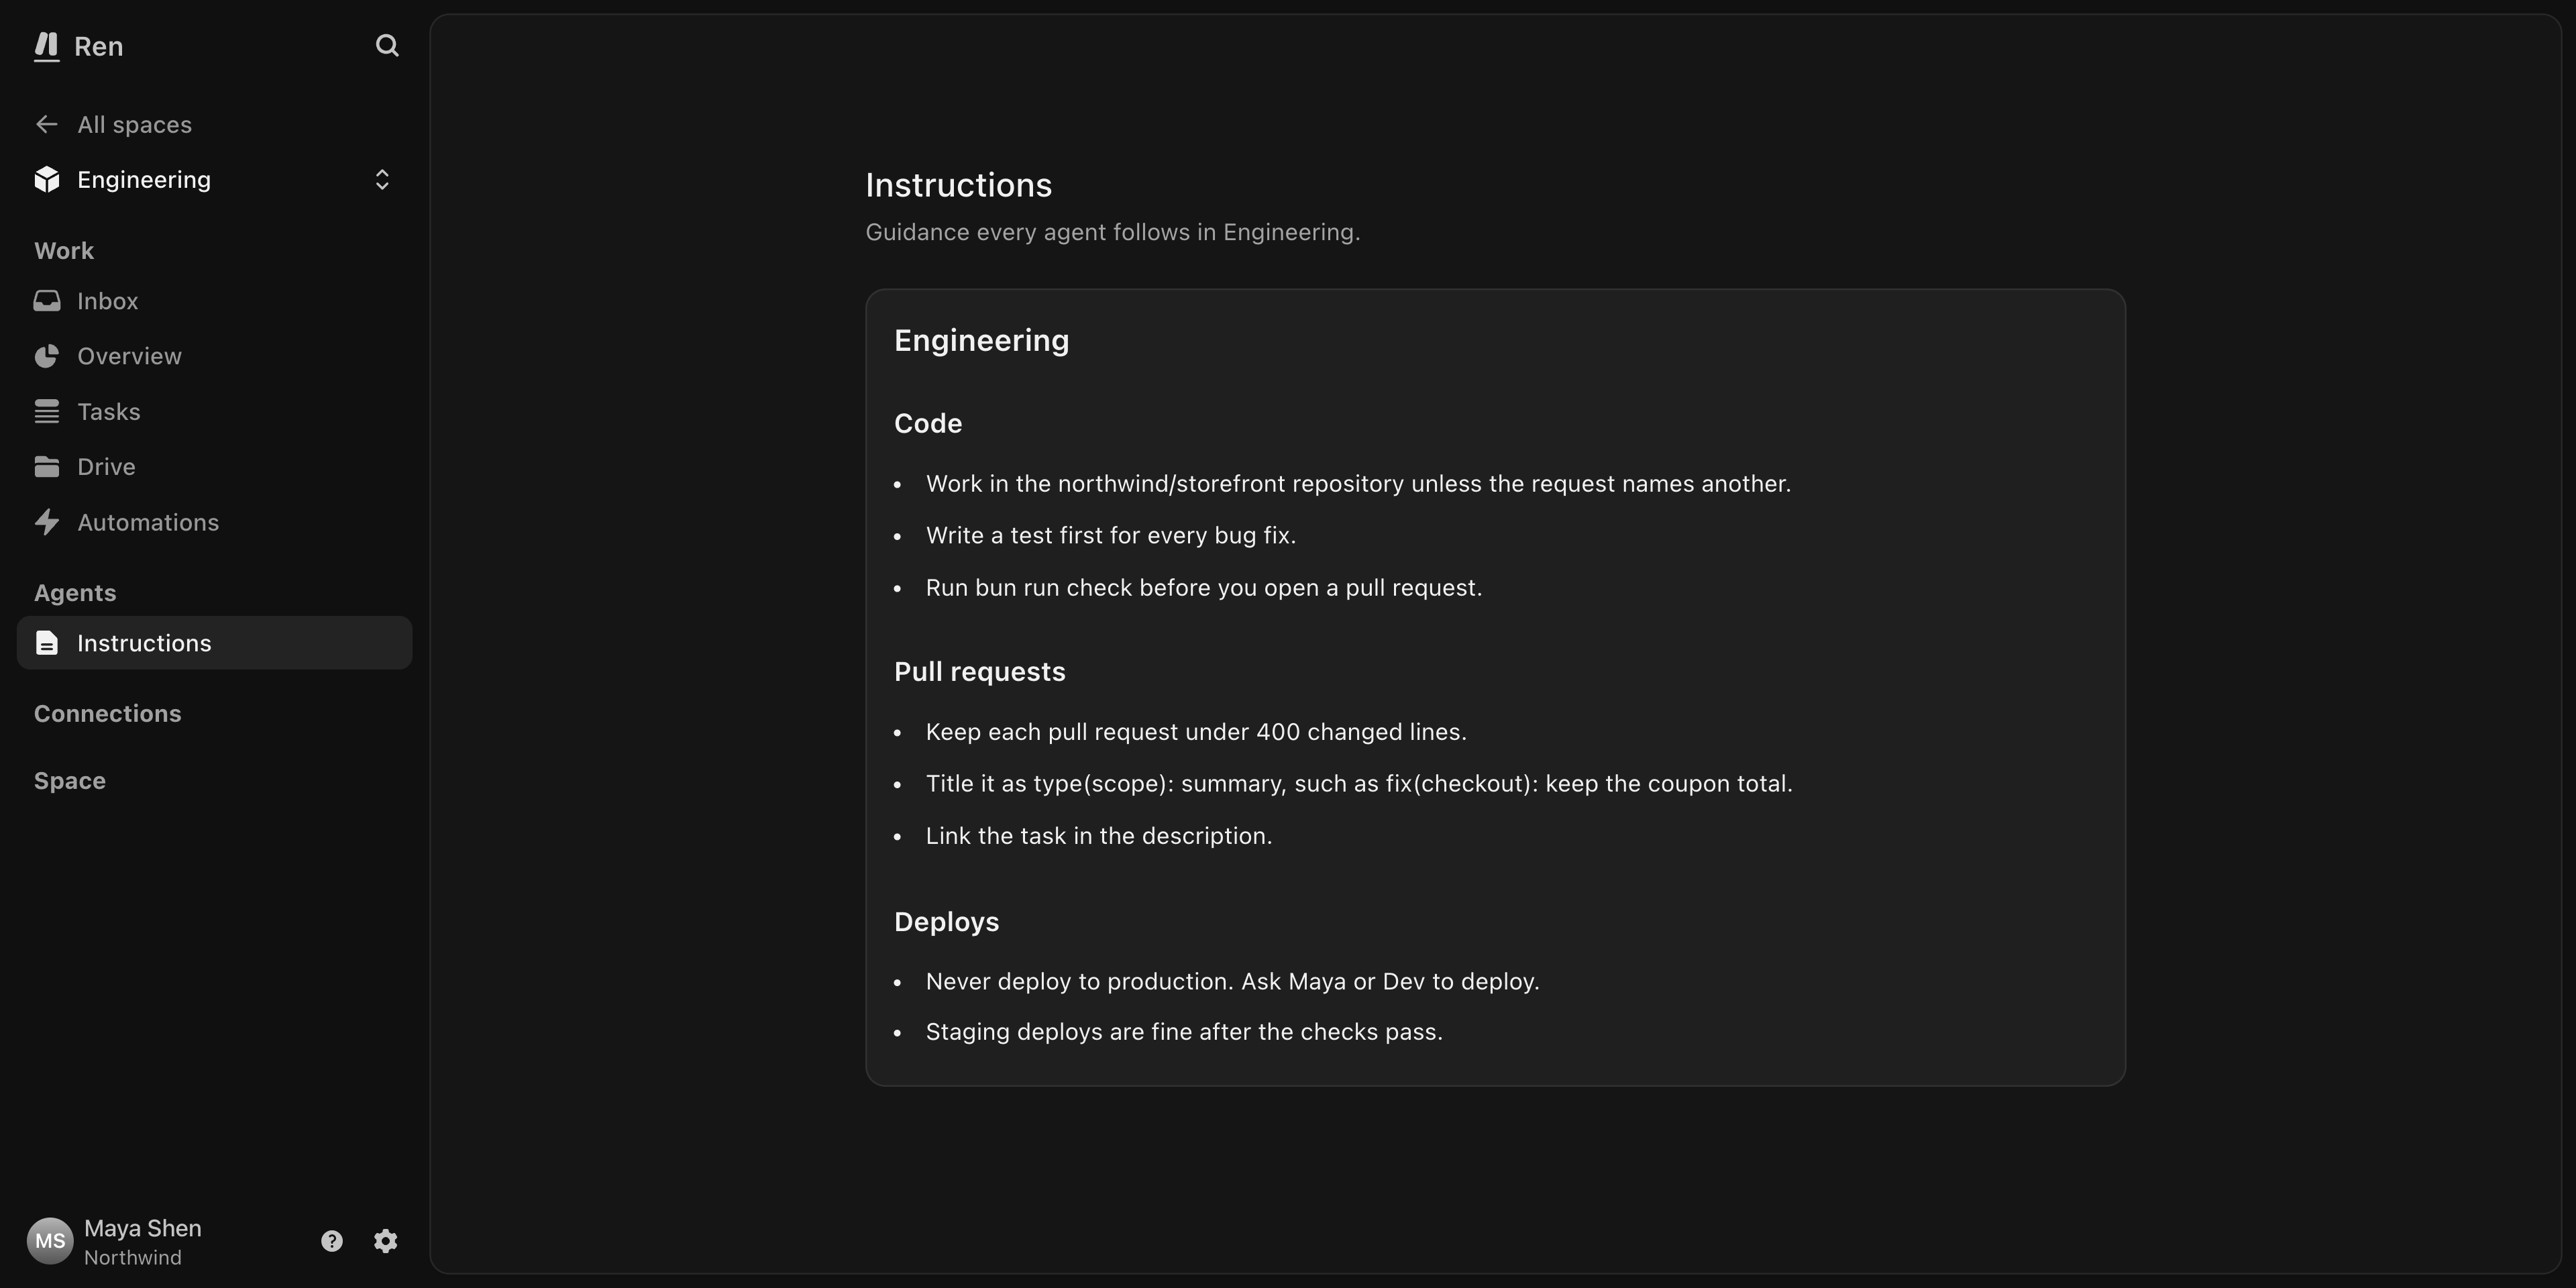 Ren
All spaces
Engineering
Work
Inbox
Overview
Tasks
Drive
Automations
Agents
Instructions
Connections
Space
MS
Maya Shen
Northwind
?
Instructions
Guidance every agent follows in Engineering.
Engineering
Code
• Work in the northwind/storefront repository unless the request names another.
• Write a test first for every bug fix.
• Run bun run check before you open a pull request.
Pull requests
• Keep each pull request under 400 changed lines.
• Title it as type(scope): summary, such as fix(checkout): keep the coupon total.
• Link the task in the description.
Deploys
• Never deploy to production. Ask Maya or Dev to deploy.
• Staging deploys are fine after the checks pass.